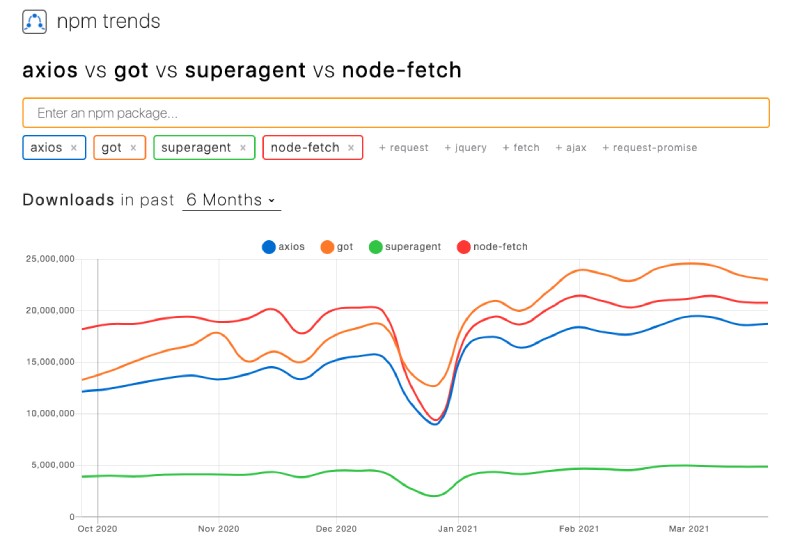 npm trends
axios vs got vs superagent vs node-fetch
Enter an npm package...
axios × got × superagent × node-fetch × + request + jquery + fetch + ajax + request-promise
Downloads in past 6 Months
axios got superagent node-fetch
25,000,000
20,000,000
15,000,000
10,000,000
5,000,000
0
Oct 2020 Nov 2020 Dec 2020 Jan 2021 Feb 2021 Mar 2021